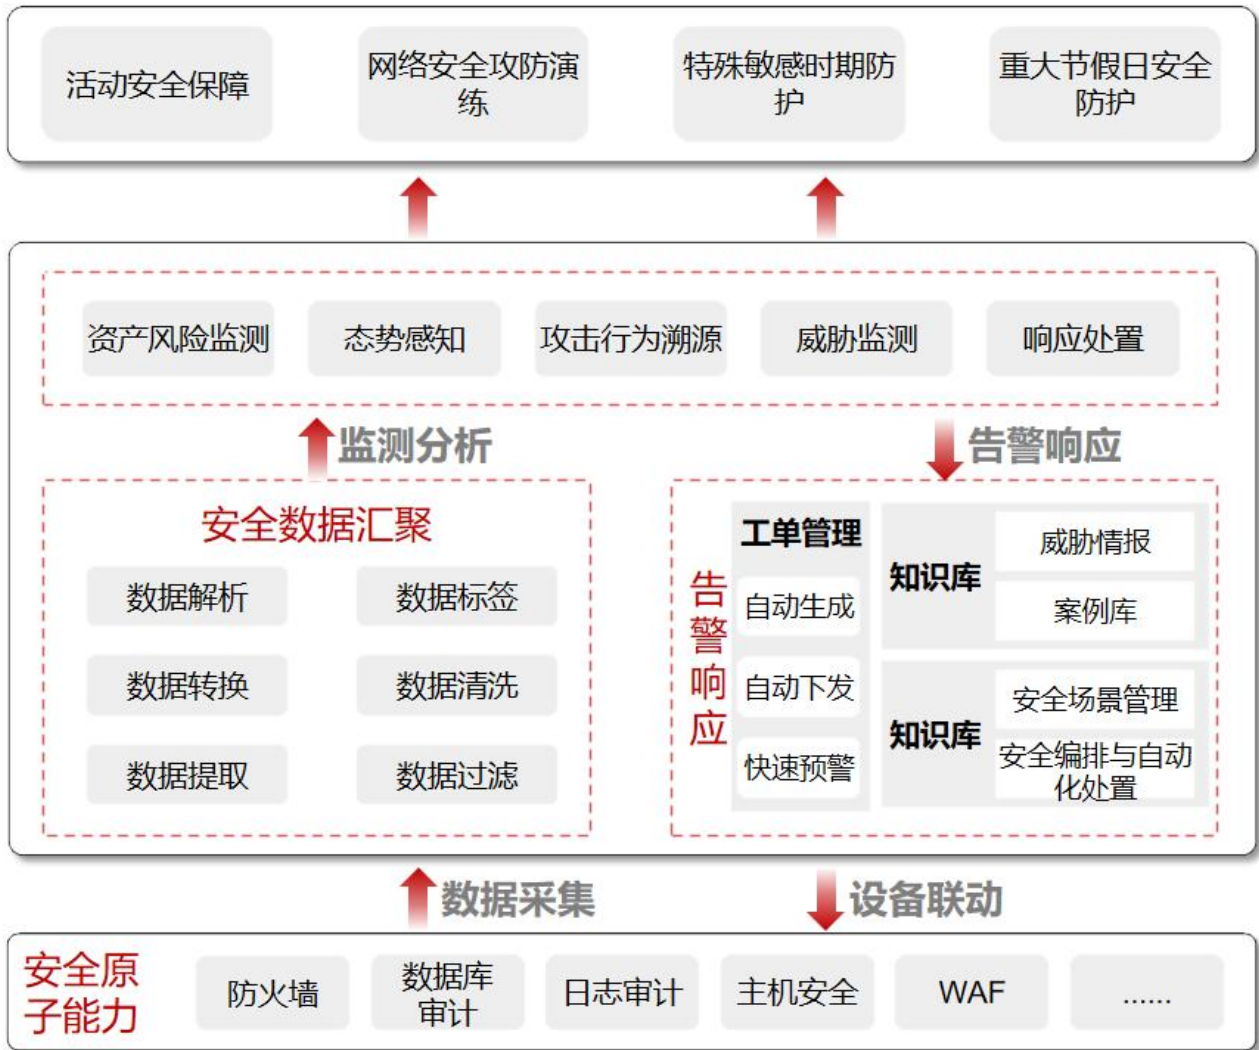 活动安全保障
网络安全攻防演
练
特殊敏感时期防
护
重大节假日安全
防护
资产风险监测
态势感知
攻击行为溯源
威胁监测
响应处置
监测分析
告警响应
安全数据汇聚
数据解析
数据标签
数据转换
数据清洗
数据提取
数据过滤
告警响应
工单管理
自动生成
自动下发
快速预警
知识库
威胁情报
案例库
知识库
安全场景管理
安全编排与自动
化处置
数据采集
设备联动
安全原
子能力
防火墙
数据库
审计
日志审计
主机安全
WAF
......